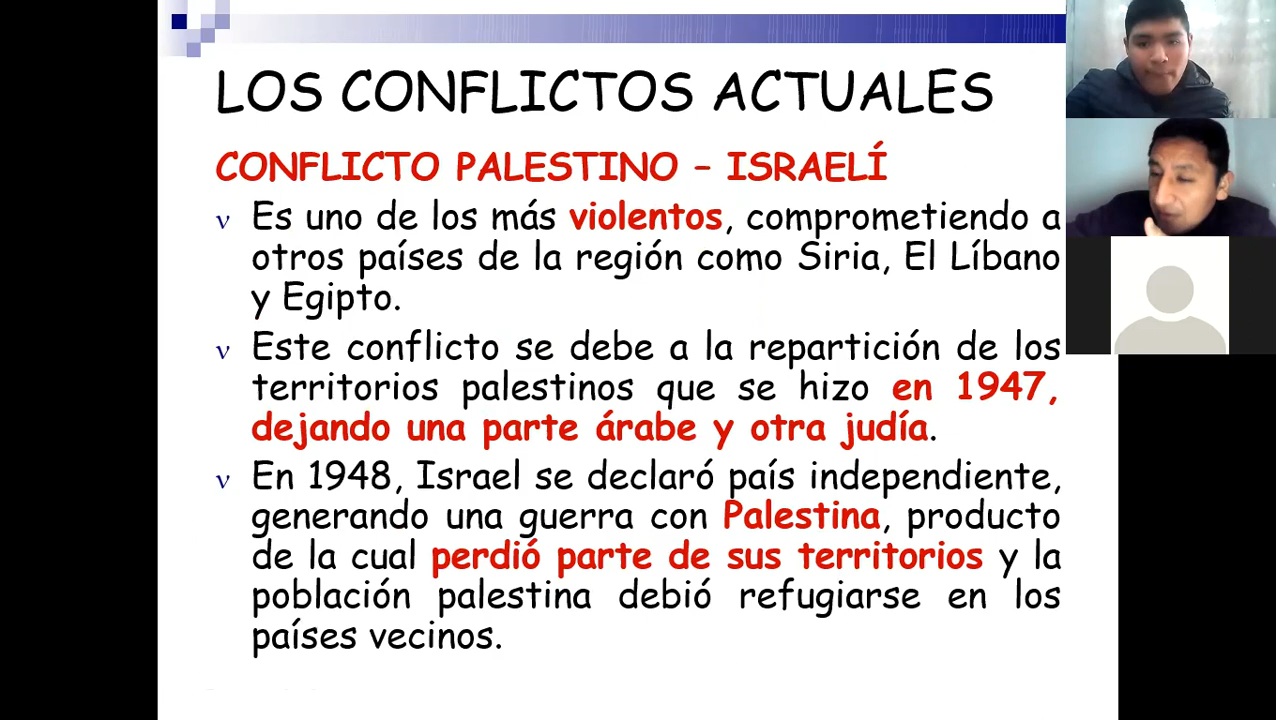 LOS CONFLICTOS ACTUALES
CONFLICTO PALESTINO – ISRAELÍ
v Es uno de los más violentos, comprometiendo a
otros países de la región como Siria, El Líbano
y Egipto.
v Este conflicto se debe a la repartición de los
territorios palestinos que se hizo en 1947,
dejando una parte árabe y otra judía.
v En 1948, Israel se declaró país independiente,
generando una guerra con Palestina, producto
de la cual perdió parte de sus territorios y la
población palestina debió refugiarse en los
países vecinos.